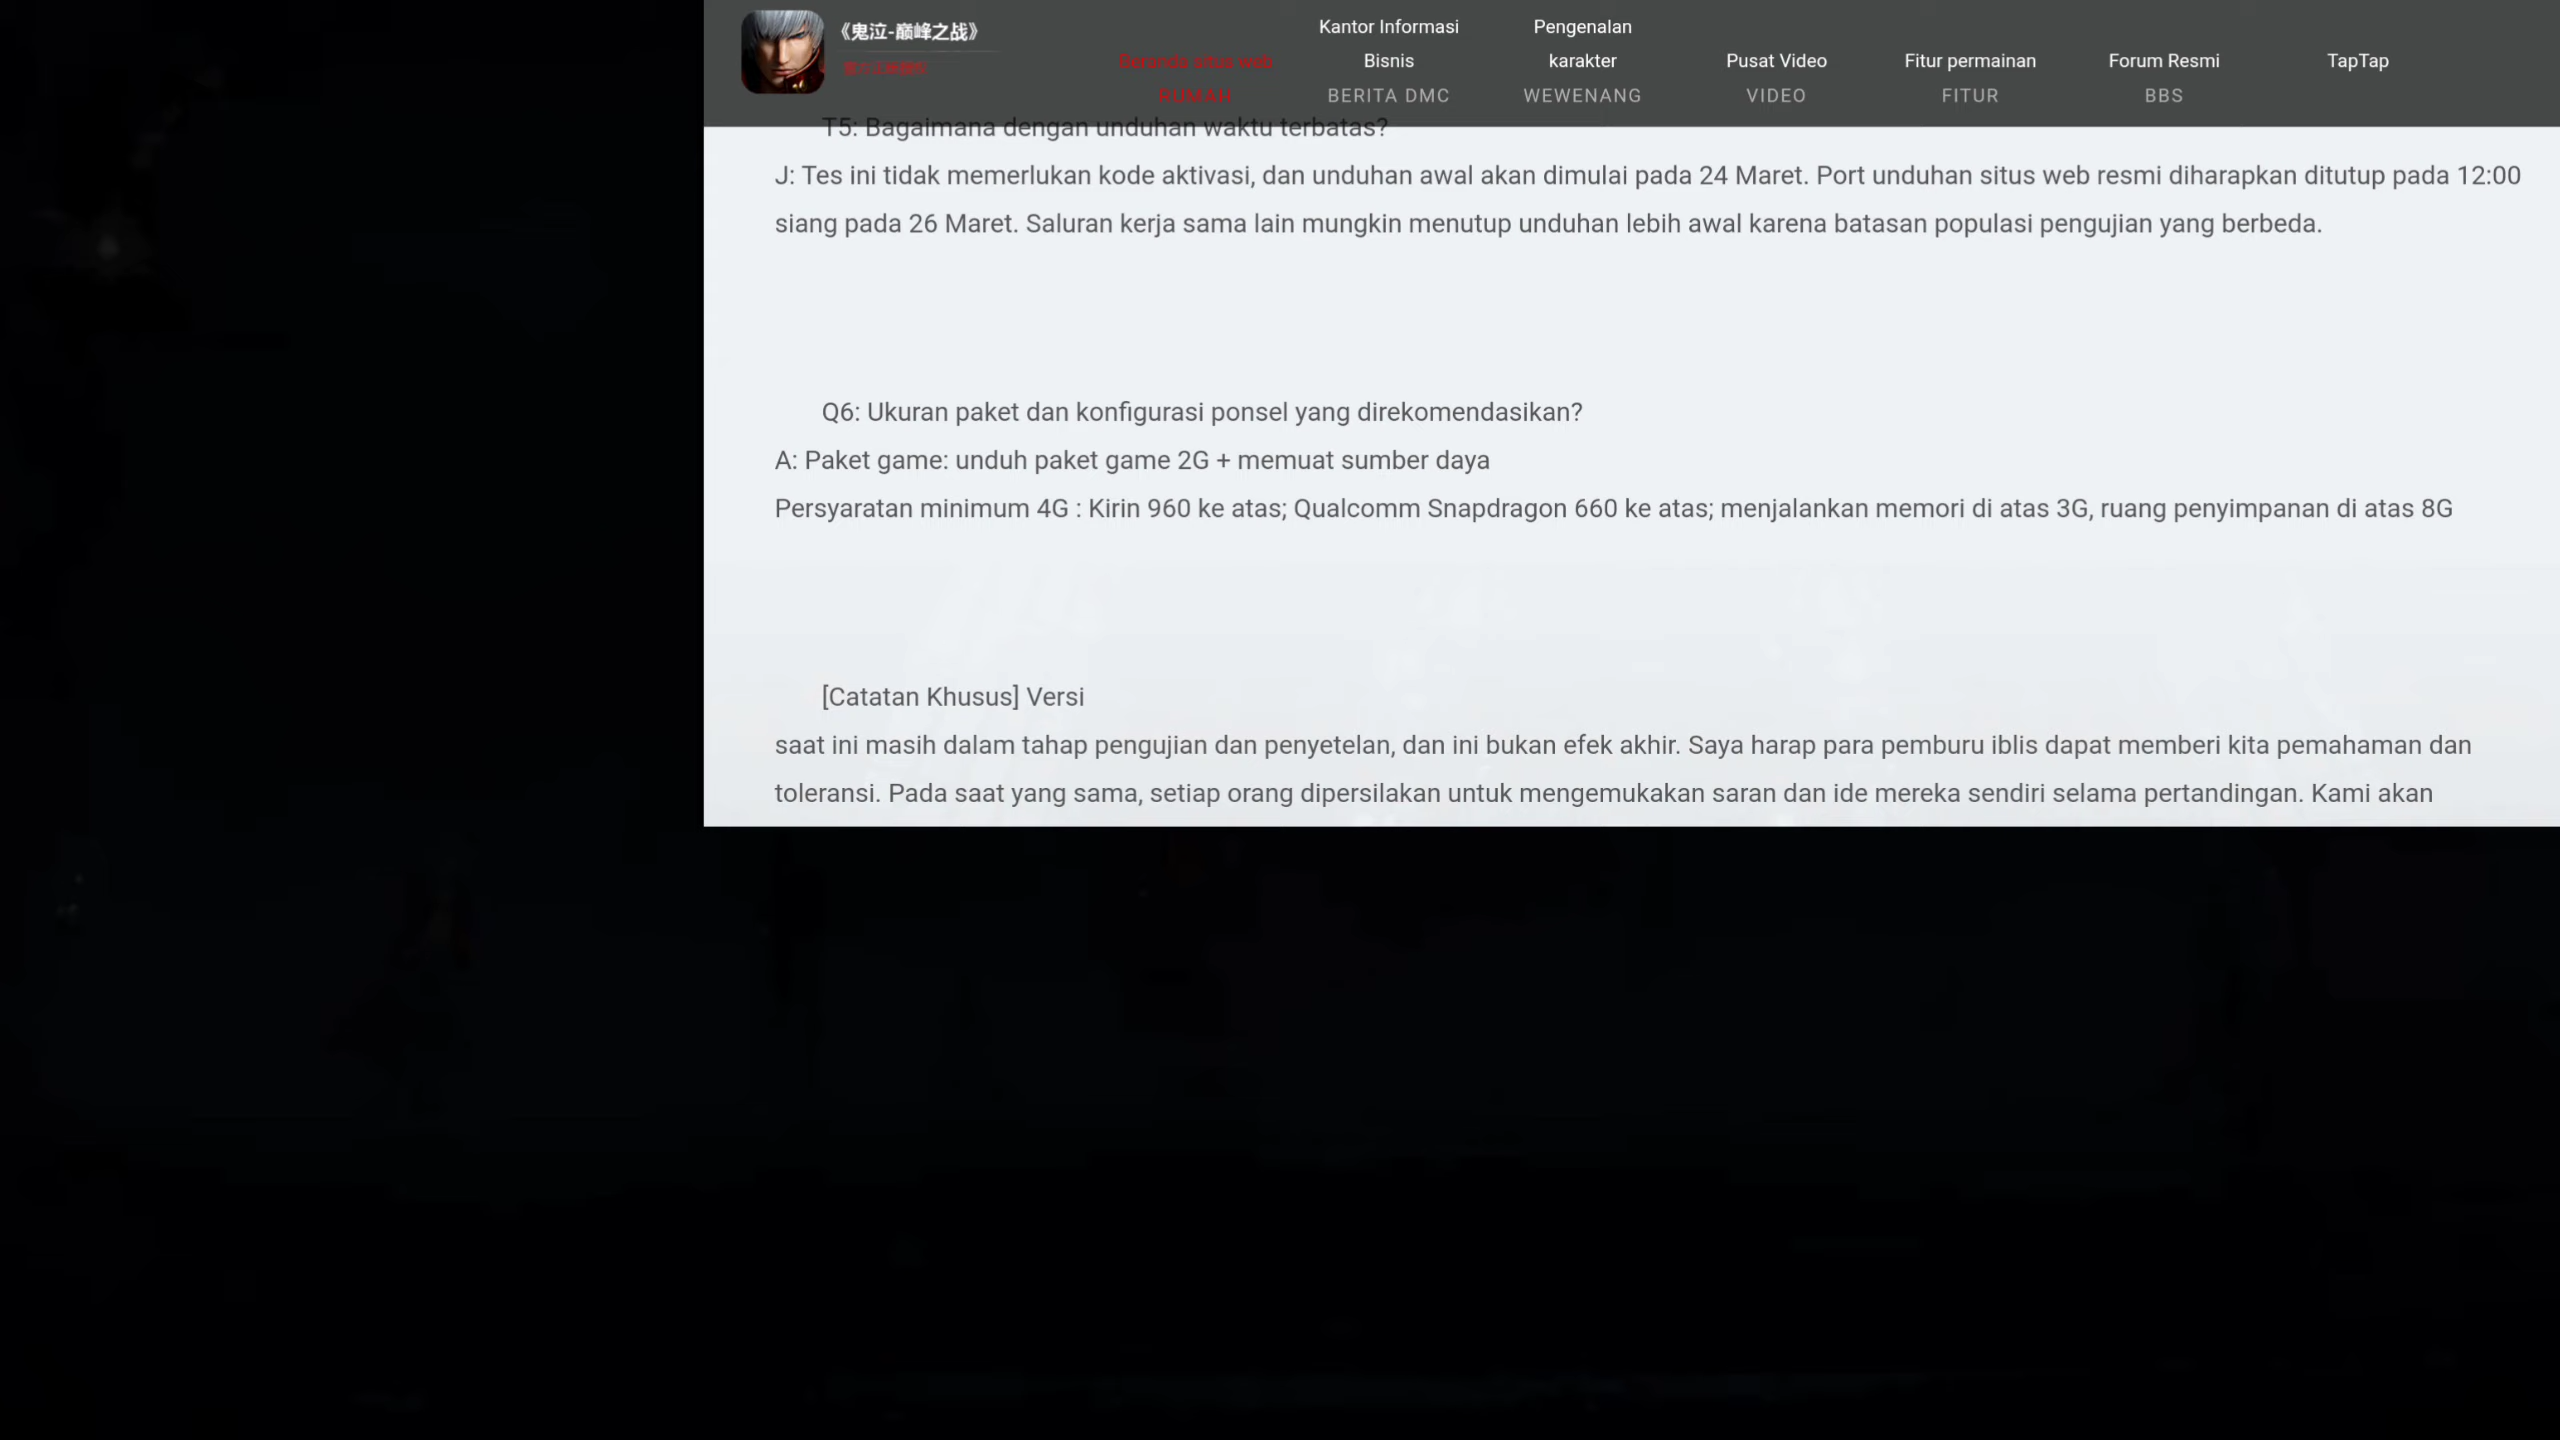 《鬼泣-巅峰之战》
Beranda situs web
RUMAH
Kantor Informasi
Bisnis
BERITA DMC
Pengenalan
karakter
WEWENANG
Pusat Video
VIDEO
Fitur permainan
FITUR
Forum Resmi
BBS
TapTap
T5: Bagaimana dengan unduhan waktu terbatas?
J: Tes ini tidak memerlukan kode aktivasi, dan unduhan awal akan dimulai pada 24 Maret. Port unduhan situs web resmi diharapkan ditutup pada 12:00
siang pada 26 Maret. Saluran kerja sama lain mungkin menutup unduhan lebih awal karena batasan populasi pengujian yang berbeda.
Q6: Ukuran paket dan konfigurasi ponsel yang direkomendasikan?
A: Paket game: unduh paket game 2G + memuat sumber daya
Persyaratan minimum 4G : Kirin 960 ke atas; Qualcomm Snapdragon 660 ke atas; menjalankan memori di atas 3G, ruang penyimpanan di atas 8G
[Catatan Khusus] Versi
saat ini masih dalam tahap pengujian dan penyetelan, dan ini bukan efek akhir. Saya harap para pemburu iblis dapat memberi kita pemahaman dan
toleransi. Pada saat yang sama, setiap orang dipersilakan untuk mengemukakan saran dan ide mereka sendiri selama pertandingan. Kami akan